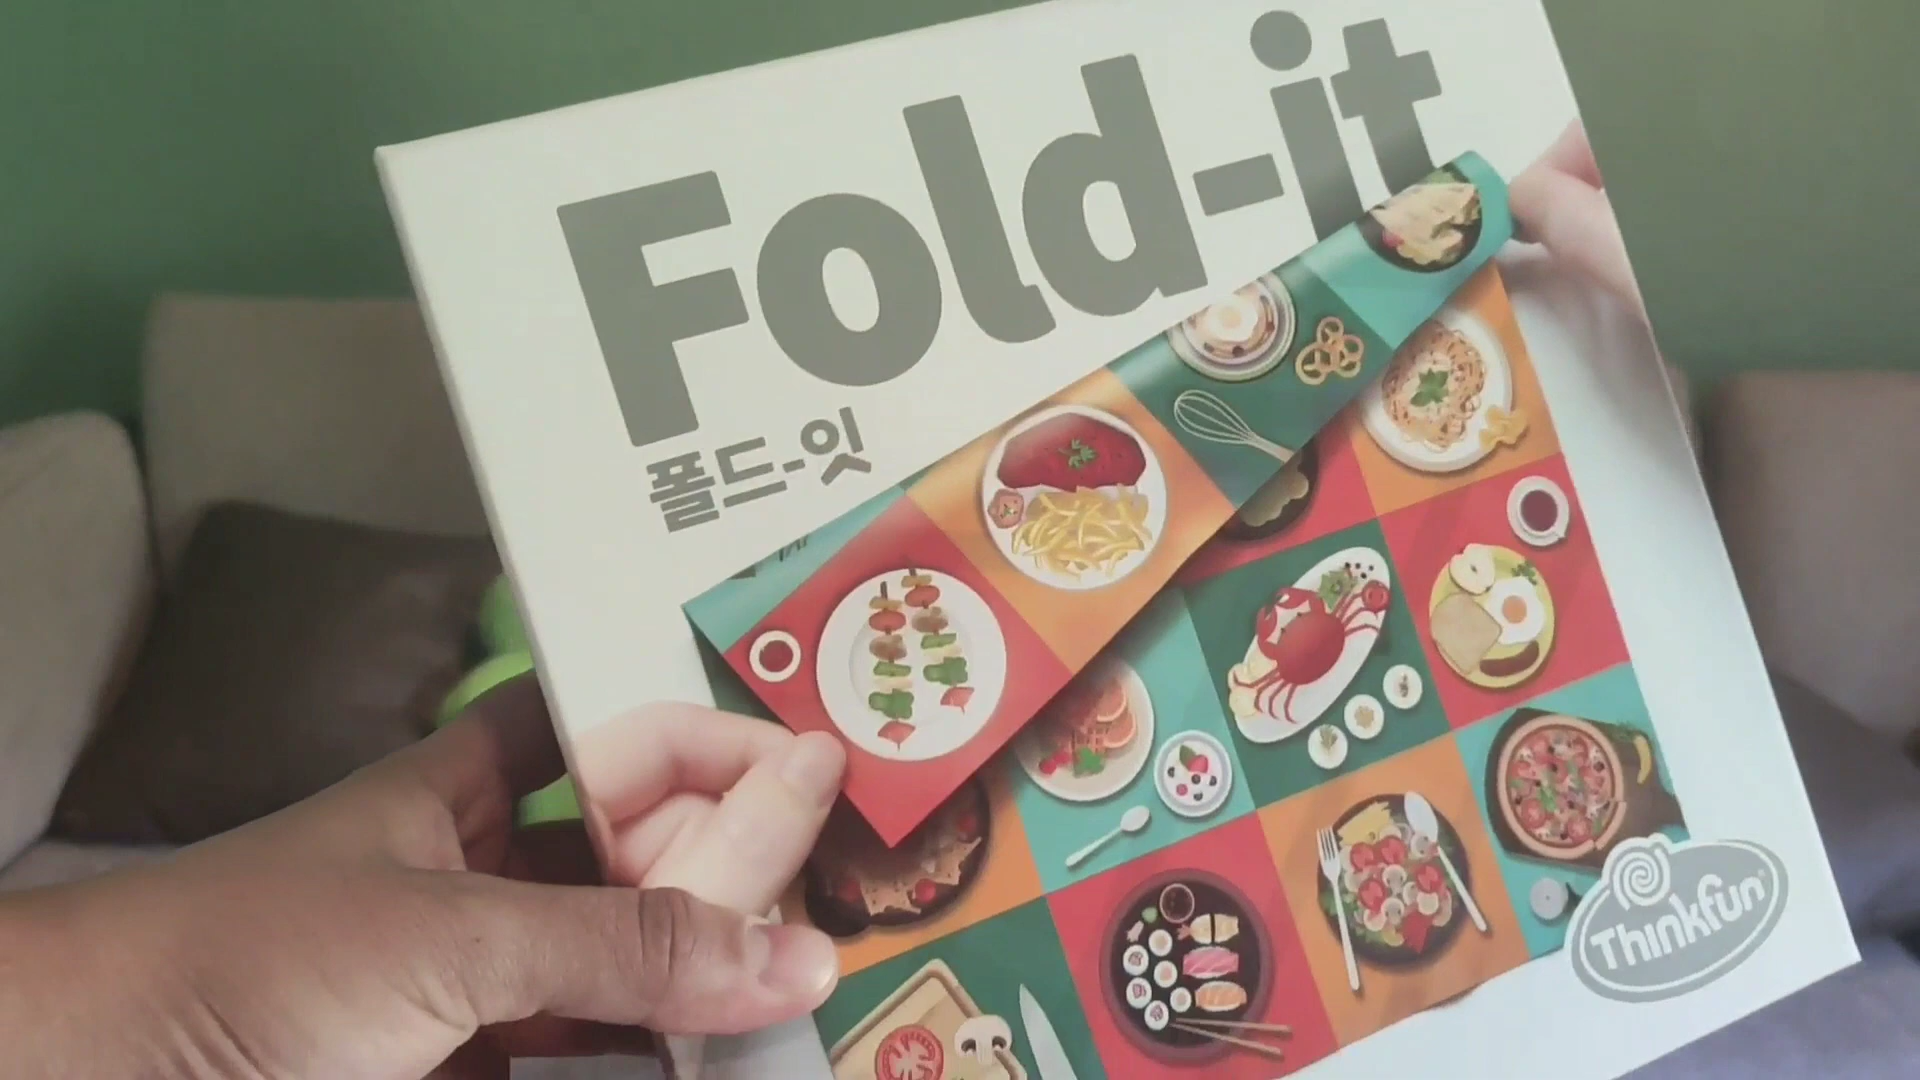 Fold-it
폴드-잇
Thinkfun